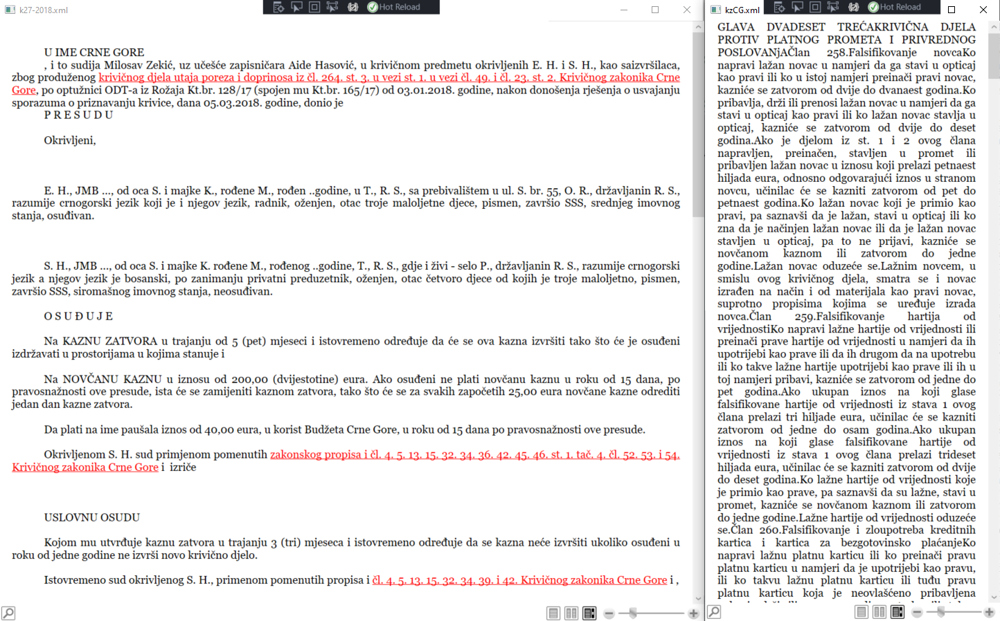 k27-2018.xml
Hot Reload
U IME CRNE GORE
, i to sudija Milosav Zekić, uz učešće zapisničara Aide Hasović, u krivičnom predmetu okrivljenih E. H. i S. H., kao saizvršilaca,
zbog produženog krivičnog djela utaja poreza i doprinosa iz čl. 264. st. 3. u vezi st. 1. u vezi čl. 49. i čl. 23. st. 2. Krivičnog zakonika Crne
Gore, po optužnici ODT-a iz Rožaja Kt.br. 128/17 (spojen mu Kt.br. 165/17) od 03.01.2018. godine, nakon donošenja rješenja o usvajanju
sporazuma o priznavanju krivice, dana 05.03.2018. godine, donio je
P R E S U D U
Okrivljeni,
E. H., JMB ..., od oca S. i majke K., rođene M., rođen ..godine, u T., R. S., sa prebivalištem u ul. S. br. 55, O. R., državljanin R. S.,
razumije crnogorski jezik koji je i njegov jezik, radnik, oženjen, otac troje maloljetne djece, pismen, završio SSS, srednjeg imovnog
stanja, osuđivan.
S. H., JMB ..., od oca S. i majke K. rođene M., rođenog ..godine, T., R. S., gdje i živi - selo P., državljanin R. S., razumije crnogorski
jezik a njegov jezik je bosanski, po zanimanju privatni preduzetnik, oženjen, otac četvoro djece od kojih je troje maloljetno, pismen,
završio SSS, siromašnog imovnog stanja, neosuđivan.
O S U Đ U J E
Na KAZNU ZATVORA u trajanju od 5 (pet) mjeseci i istovremeno određuje da će se ova kazna izvršiti tako što će je osuđeni
izdržavati u prostorijama u kojima stanuje i
Na NOVČANU KAZNU u iznosu od 200,00 (dvijestotine) eura. Ako osuđeni ne plati novčanu kaznu u roku od 15 dana, po
pravosnažnosti ove presude, ista će se zamijeniti kaznom zatvora, tako što će se za svakih započetih 25,00 eura novčane kazne odrediti
jedan dan kazne zatvora.
Da plati na ime paušala iznos od 40,00 eura, u korist Budžeta Crne Gore, u roku od 15 dana po pravosnažnosti ove presude.
Okrivljenom S. H. sud primjenom pomenutih zakonskog propisa i čl. 4. 5. 13. 15. 32. 34. 36. 42. 45. 46. st. 1. tač. 4. čl. 52. 53. i 54.
Krivičnog zakonika Crne Gore i izriče
USLOVNU OSUDU
Kojom mu utvrđuje kaznu zatvora u trajanju 3 (tri) mjeseca i istovremeno određuje da se kazna neće izvršiti ukoliko osuđeni u
roku od jedne godine ne izvrši novo krivično djelo.
Istovremeno sud okrivljenog S. H., primenom pomenutih propisa i čl. 4. 5. 13. 15. 32. 34. 39. i 42. Krivičnog zakonika Crne Gore i ,
kzCG.xml
Hot Reload
GLAVA DVADESET TREĆAKRIVIČNA DJELA
PROTIV PLATNOG PROMETA I PRIVREDNOG
POSLOVANjAČlan 258.Falsifikovanje novcaKo
napravi lažan novac u namjeri da ga stavi u opticaj
kao pravi ili ko u istoj namjeri preinači pravi novac,
kazniće se zatvorom od dvije do dvanaest godina.Ko
pribavlja, drži ili prenosi lažan novac u namjeri da ga
stavi u opticaj kao pravi ili ko lažan novac stavlja u
opticaj, kazniće se zatvorom od dvije do deset
godina.Ako je djelom iz st. 1 i 2 ovog člana
napravljen, preinačen, stavljen u promet ili
pribavljen lažan novac u iznosu koji prelazi petnaest
hiljada eura, odnosno odgovarajući iznos u stranom
novcu, učinilac će se kazniti zatvorom od pet do
petnaest godina.Ko lažan novac koji je primio kao
pravi, pa saznavši da je lažan, stavi u opticaj ili ko
zna da je načinjen lažan novac ili da je lažan novac
stavljen u opticaj, pa to ne prijavi, kazniće se
novčanom kaznom ili zatvorom do jedne
godine.Lažan novac oduzeće se.Lažnim novcem, u
smislu ovog krivičnog djela, smatra se i novac
izrađen na način i od materijala kao pravi novac,
suprotno propisima kojima se uređuje izrada
novca.Član 259.Falsifikovanje hartija od
vrijednostiKo napravi lažne hartije od vrijednosti ili
preinači prave hartije od vrijednosti u namjeri da ih
upotrijebi kao prave ili da ih drugom da na upotrebu
ili ko takve lažne hartije upotrijebi kao prave ili ih u
toj namjeri pribavi, kazniće se zatvorom od jedne do
pet godina.Ako ukupan iznos na koji glase
falsifikovane hartije od vrijednosti iz stava 1 ovog
člana prelazi tri hiljade eura, učinilac će se kazniti
zatvorom od jedne do osam godina.Ako ukupan
iznos na koji glase falsifikovane hartije od
vrijednosti iz stava 1 ovog člana prelazi trideset
hiljada eura, učinilac će se kazniti zatvorom od dvije
do deset godina.Ko lažne hartije od vrijednosti koje
je primio kao prave, pa saznavši da su lažne, stavi u
promet, kazniće se novčanom kaznom ili zatvorom
do jedne godine.Lažne hartije od vrijednosti oduzeće
se.Član 260.Falsifikovanje i zloupotreba kreditnih
kartica i kartica za bezgotovinsko plaćanjeKo
napravi lažnu platnu karticu ili ko preinači pravu
platnu karticu u namjeri da je upotrijebi kao pravu,
ili ko takvu lažnu platnu karticu ili tuđu pravu
platnu karticu koja je neovlašćeno pribavljena